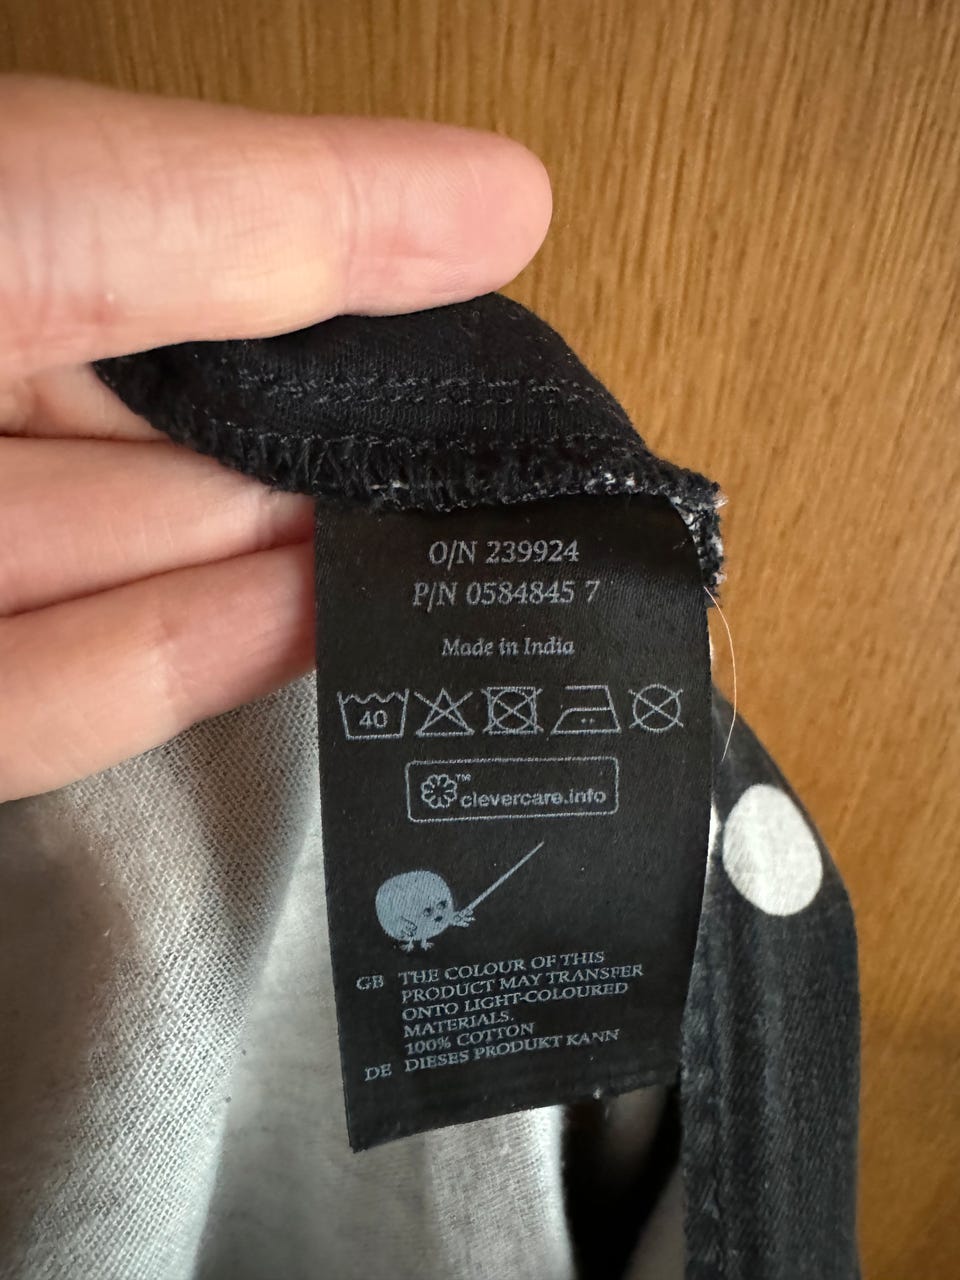 O/N 239924
P/N 0584845 7
Made in India
40
™
clevercare.info
GB THE COLOUR OF THIS
PRODUCT MAY TRANSFER
ONTO LIGHT-COLOURED
MATERIALS.
100% COTTON
DE DIESES PRODUKT KANN